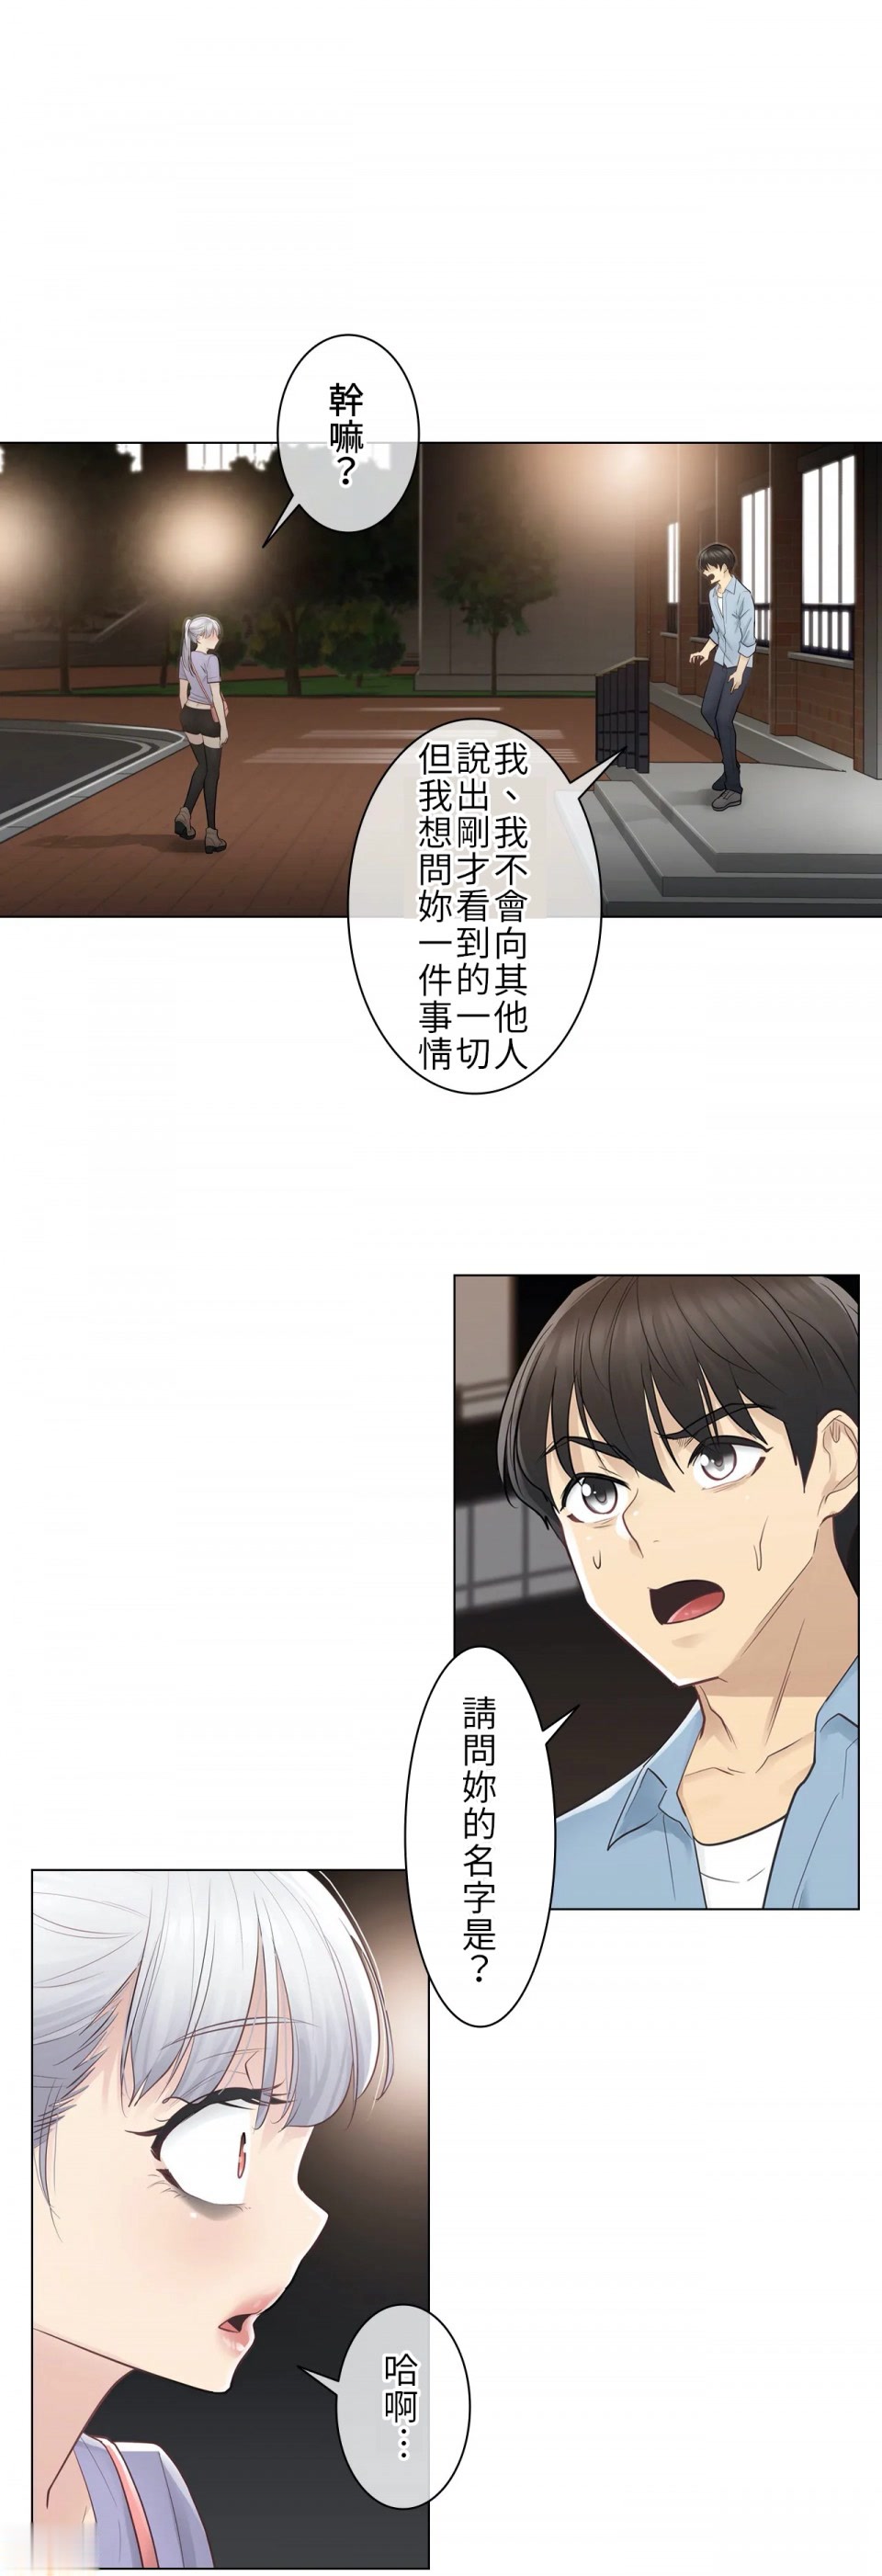 幹嘛？
我、我不會向其他人
說出剛才看到的一切
但我想問妳一件事情
請問妳的名字是？
哈啊…